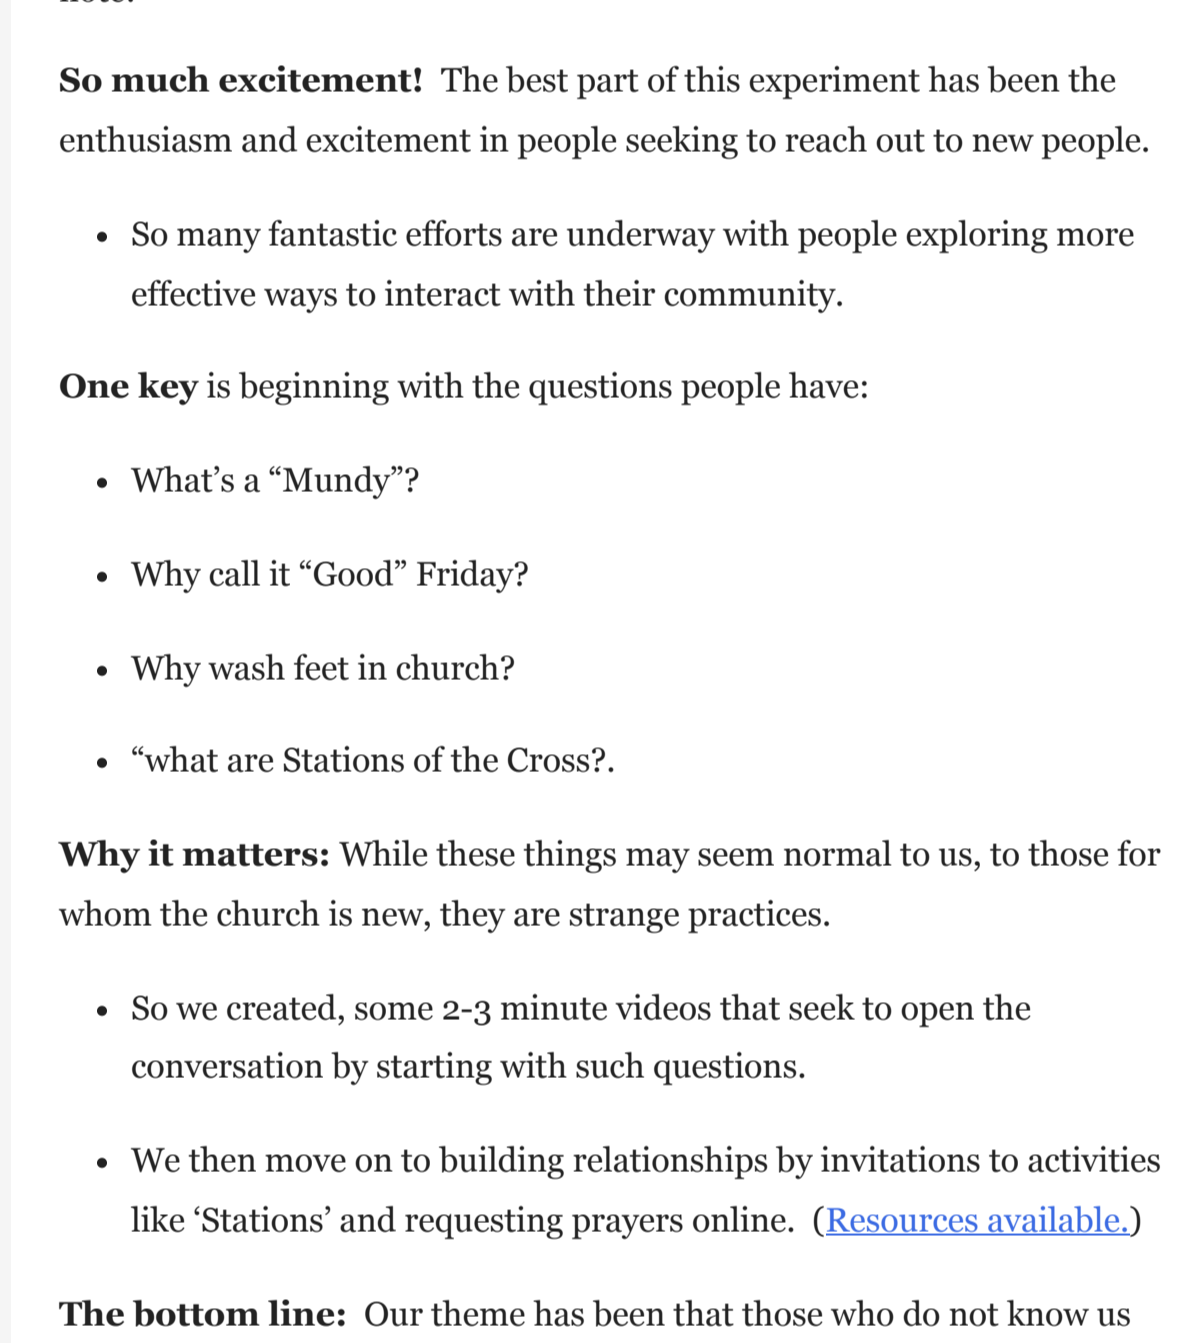 So much excitement!  The best part of this experiment has been the
enthusiasm and excitement in people seeking to reach out to new people.
• So many fantastic efforts are underway with people exploring more
effective ways to interact with their community.
One key is beginning with the questions people have:
• What’s a “Mundy”?
• Why call it “Good” Friday?
• Why wash feet in church?
• “what are Stations of the Cross?.
Why it matters: While these things may seem normal to us, to those for
whom the church is new, they are strange practices.
• So we created, some 2-3 minute videos that seek to open the
conversation by starting with such questions.
• We then move on to building relationships by invitations to activities
like ‘Stations’ and requesting prayers online.  (Resources available.)
The bottom line:  Our theme has been that those who do not know us